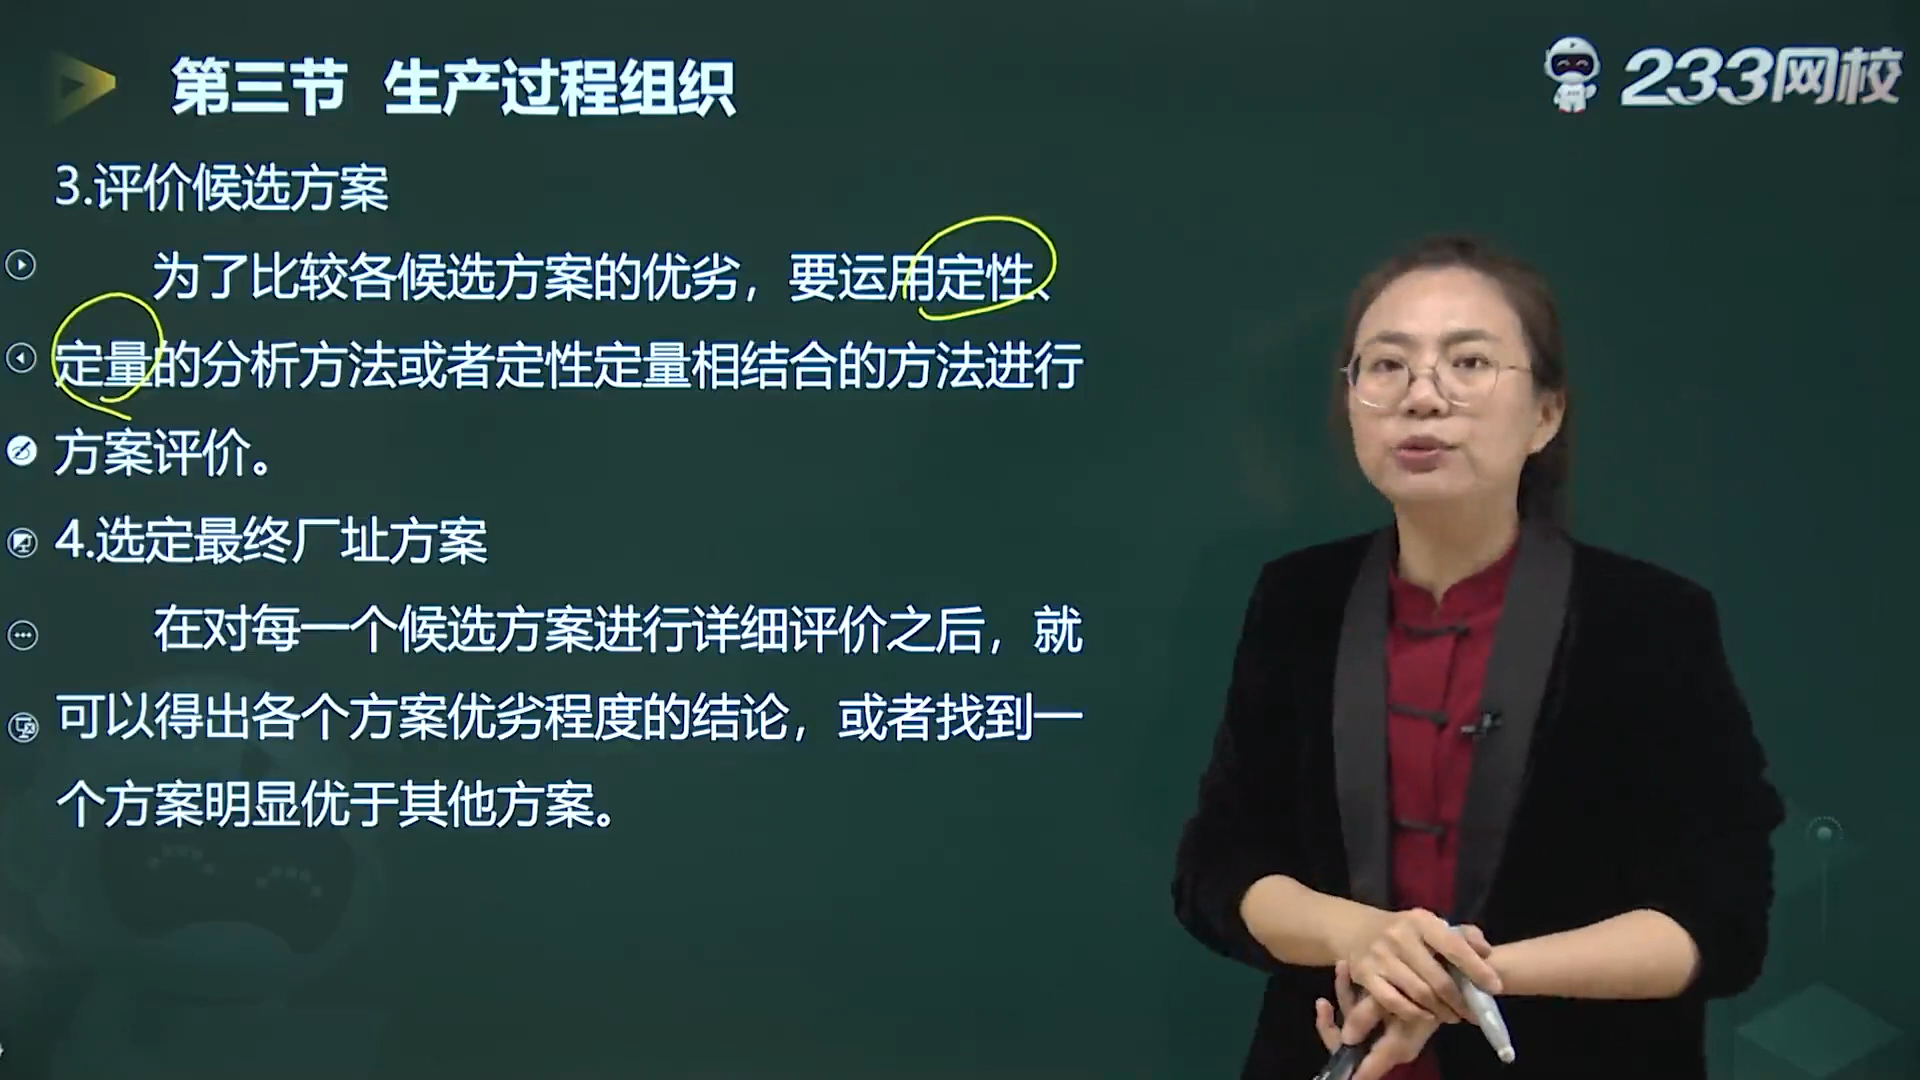 第三节 生产过程组织
233网校
3.评价候选方案
为了比较各候选方案的优劣，要运用定性、
定量的分析方法或者定性定量相结合的方法进行
方案评价。
4.选定最终厂址方案
在对每一个候选方案进行详细评价之后，就
可以得出各个方案优劣程度的结论，或者找到一
个方案明显优于其他方案。